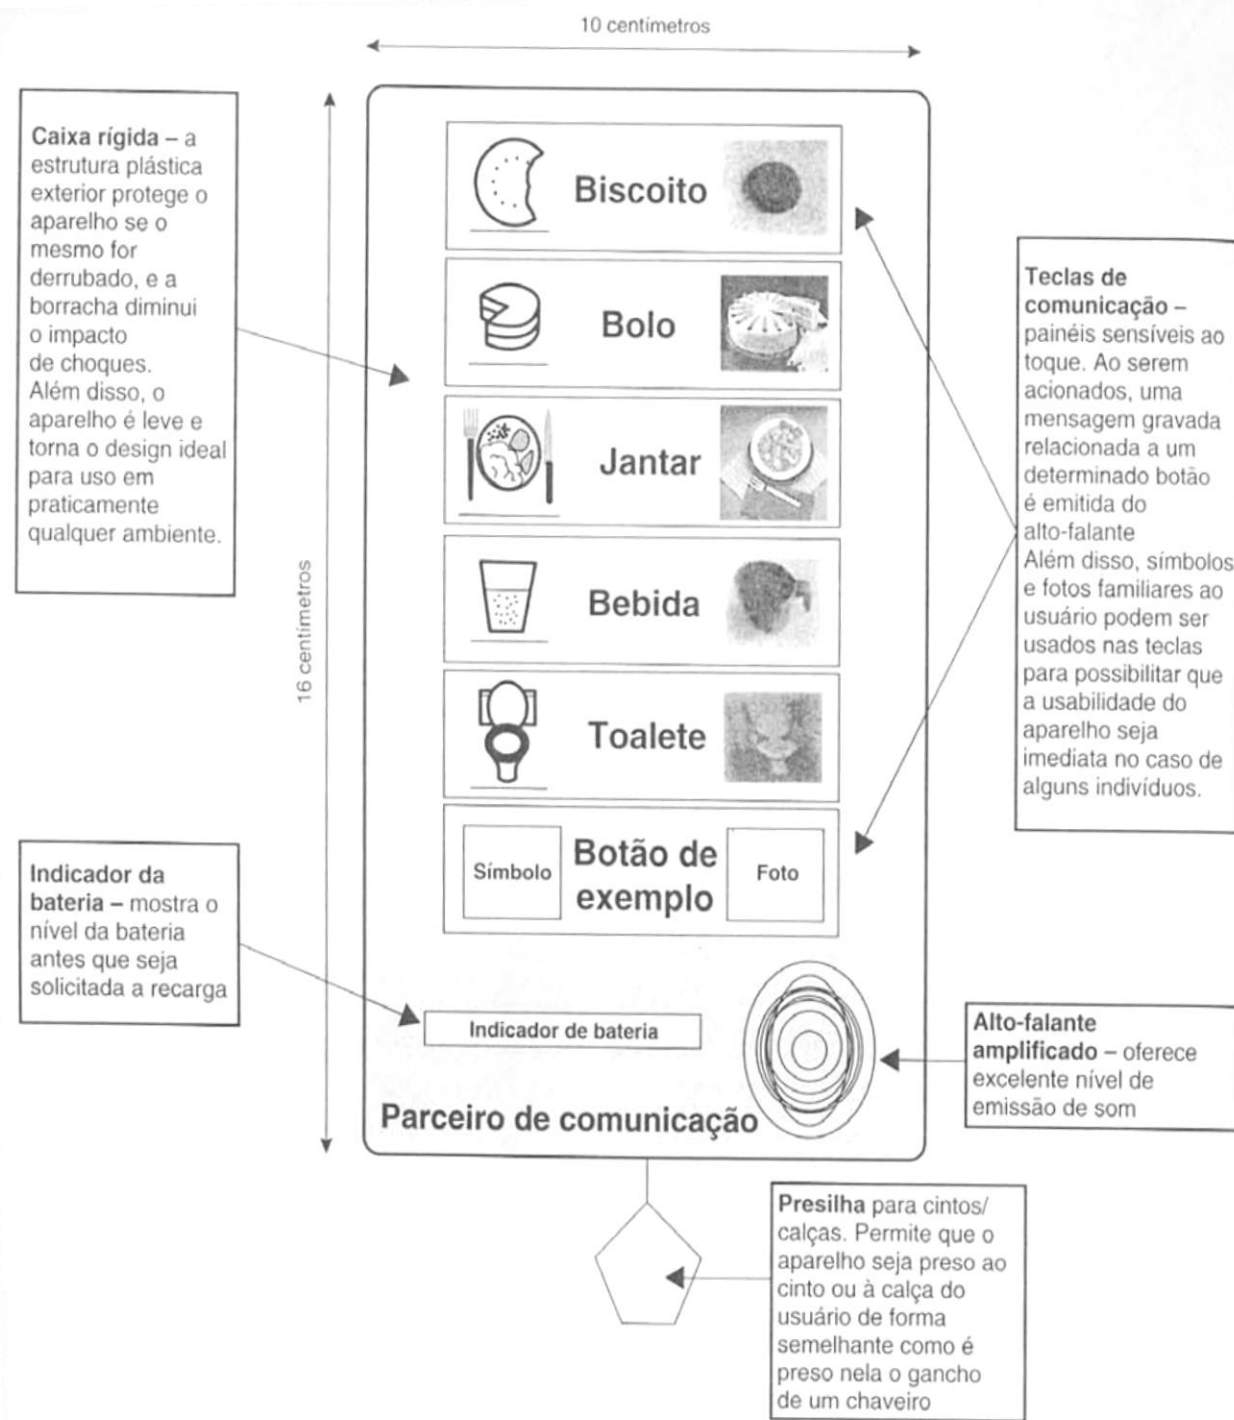 10 centímetros
Caixa rígida – a
estrutura plástica
exterior protege o
aparelho se o
mesmo for
derrubado, e a
borracha diminui
o impacto
de choques.
Além disso, o
aparelho é leve e
torna o design ideal
para uso em
praticamente
qualquer ambiente.
16 centímetros
Biscoito
Bolo
Jantar
Bebida
Toalete
Símbolo
Botão de
exemplo
Foto
Teclas de
comunicação –
painéis sensíveis ao
toque. Ao serem
acionados, uma
mensagem gravada
relacionada a um
determinado botão
é emitida do
alto-falante
Além disso, símbolos
e fotos familiares ao
usuário podem ser
usados nas teclas
para possibilitar que
a usabilidade do
aparelho seja
imediata no caso de
alguns indivíduos.
Indicador da
bateria – mostra o
nível da bateria
antes que seja
solicitada a recarga
Indicador de bateria
Alto-falante
amplificado – oferece
excelente nível de
emissão de som
Parceiro de comunicação
Presilha para cintos/
calças. Permite que o
aparelho seja preso ao
cinto ou à calça do
usuário de forma
semelhante como é
preso nela o gancho
de um chaveiro